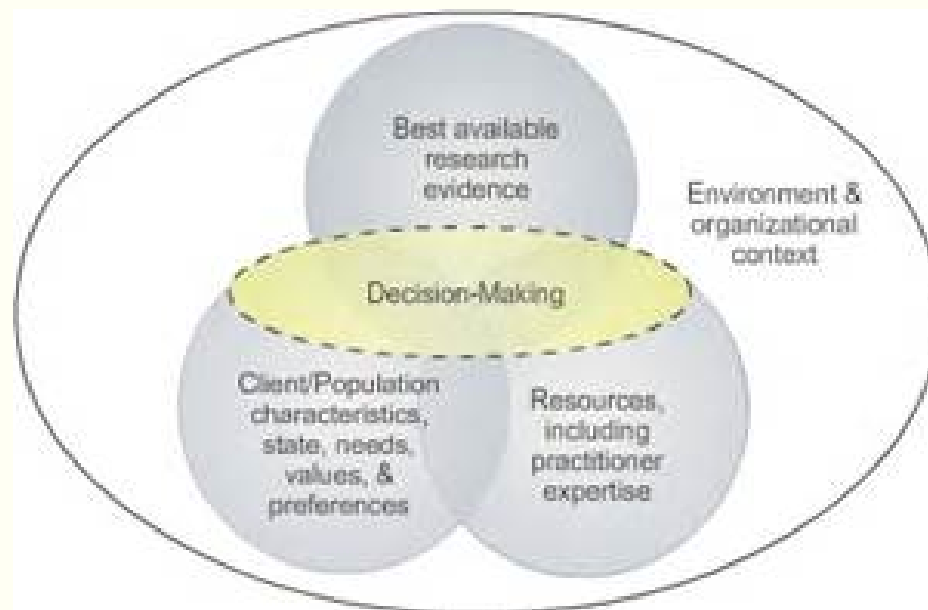 Best available
research
evidence
Environment &
organizational
context
Decision-Making
Client/Population
characteristics,
state, needs,
values, &
preferences
Resources,
including
practitioner
expertise